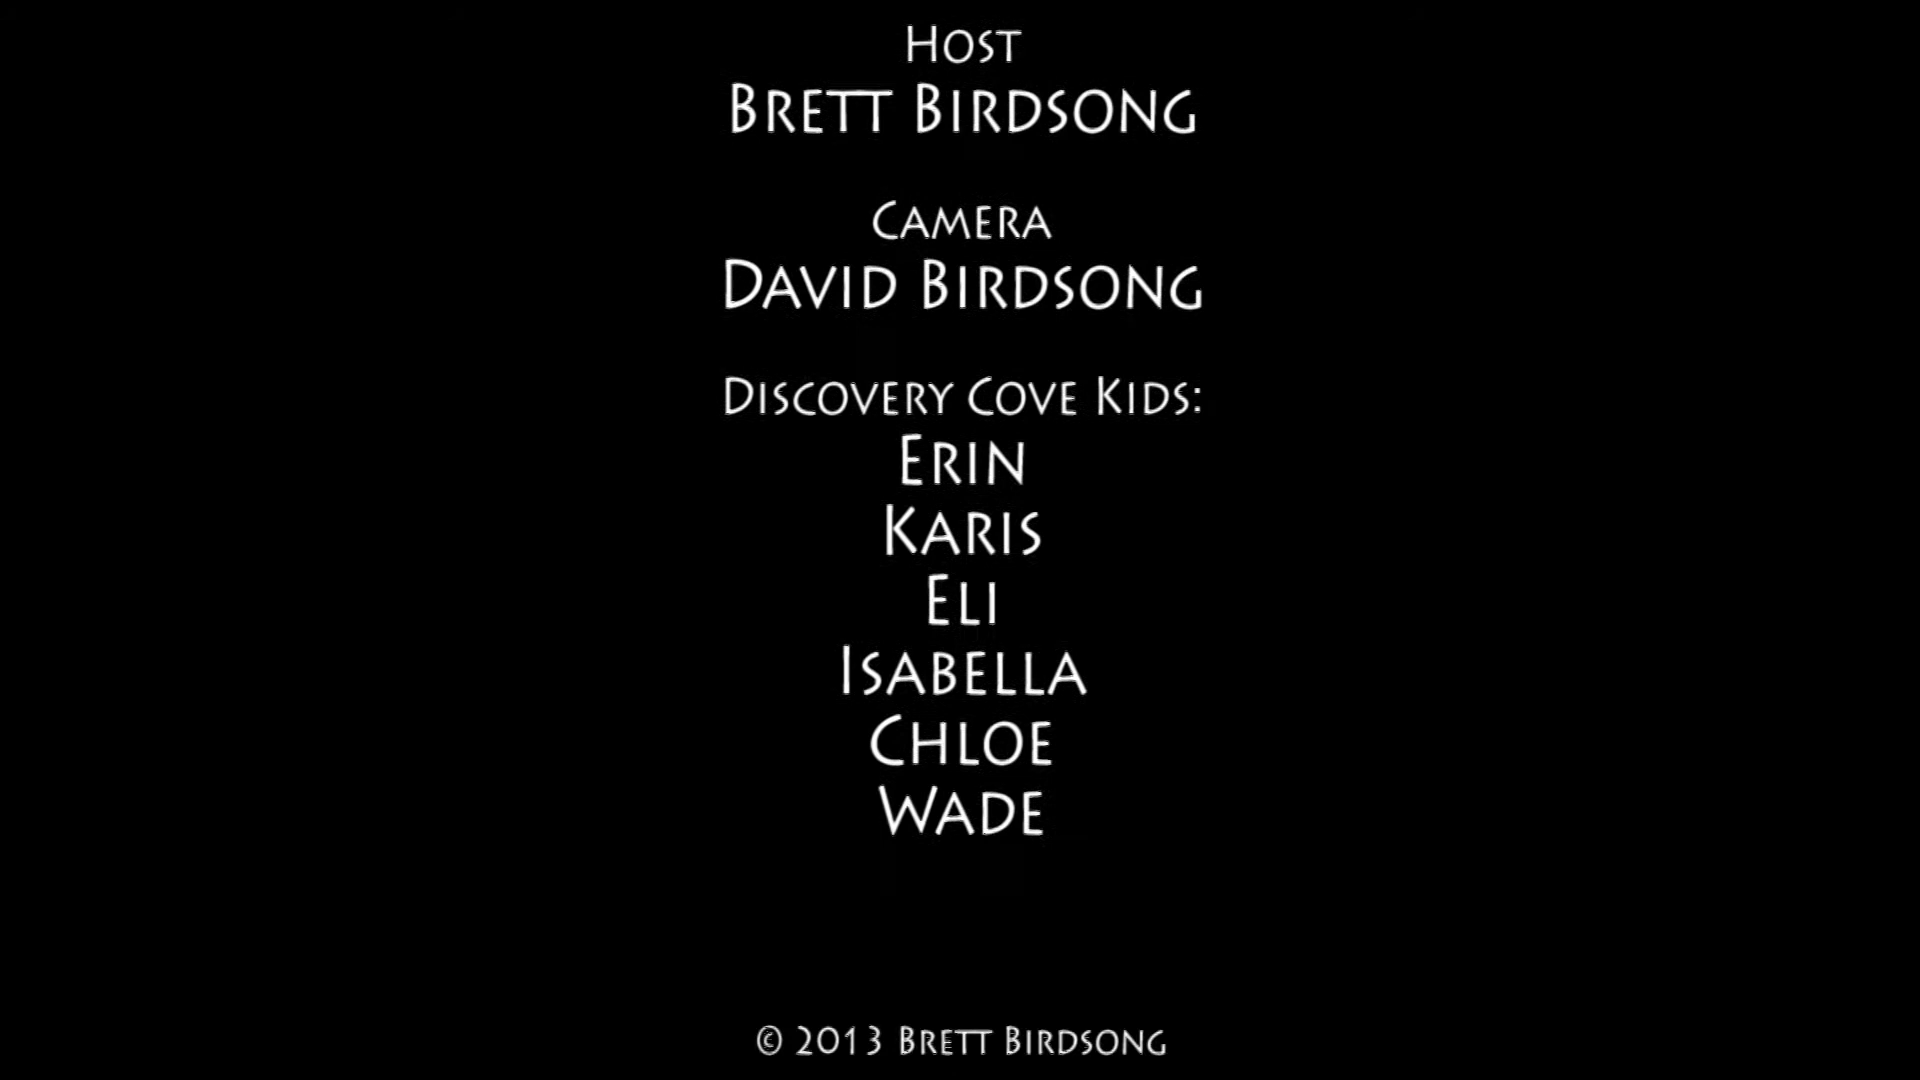 Host
Brett Birdsong
Camera
David Birdsong
Discovery Cove Kids:
Erin
Karis
Eli
Isabella
Chloe
Wade
© 2013 Brett Birdsong